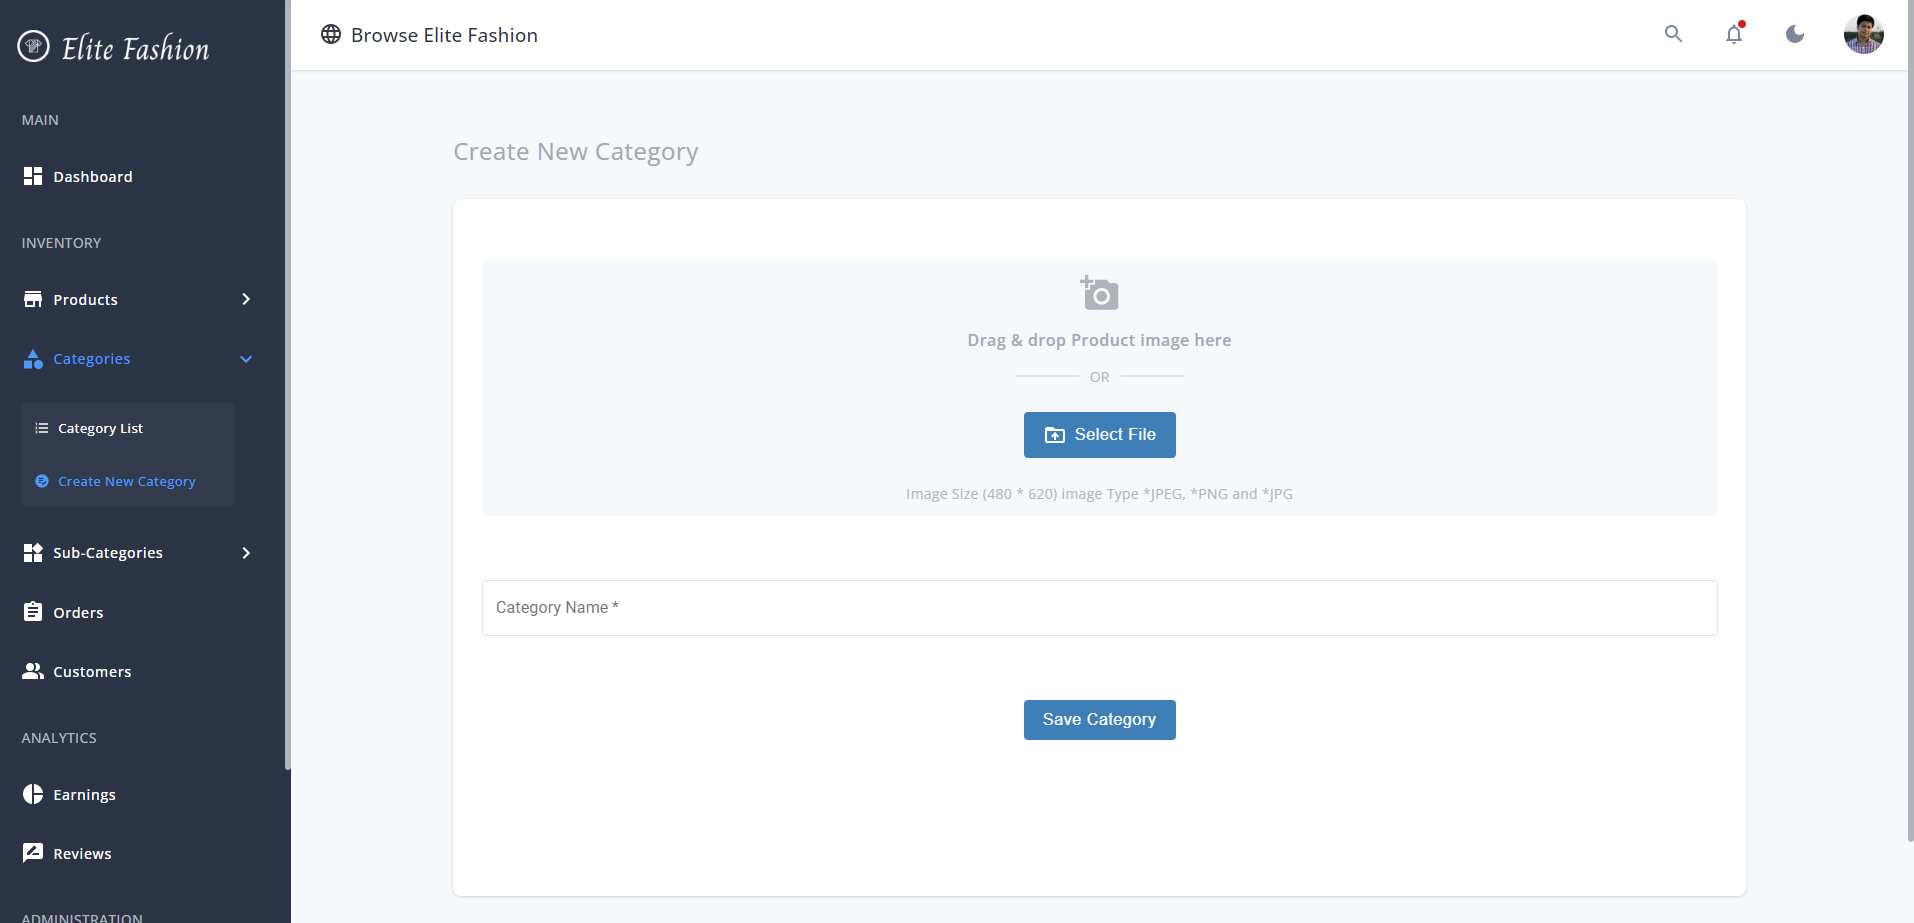 Elite Fashion
Browse Elite Fashion
MAIN
Dashboard
INVENTORY
Products
Categories
Category List
Create New Category
Sub-Categories
Orders
Customers
ANALYTICS
Earnings
Reviews
ADMINISTRATION
Create New Category
Drag & drop Product image here
OR
Select File
Image Size (480 * 620) image Type *JPEG, *PNG and *JPG
Category Name *
Save Category